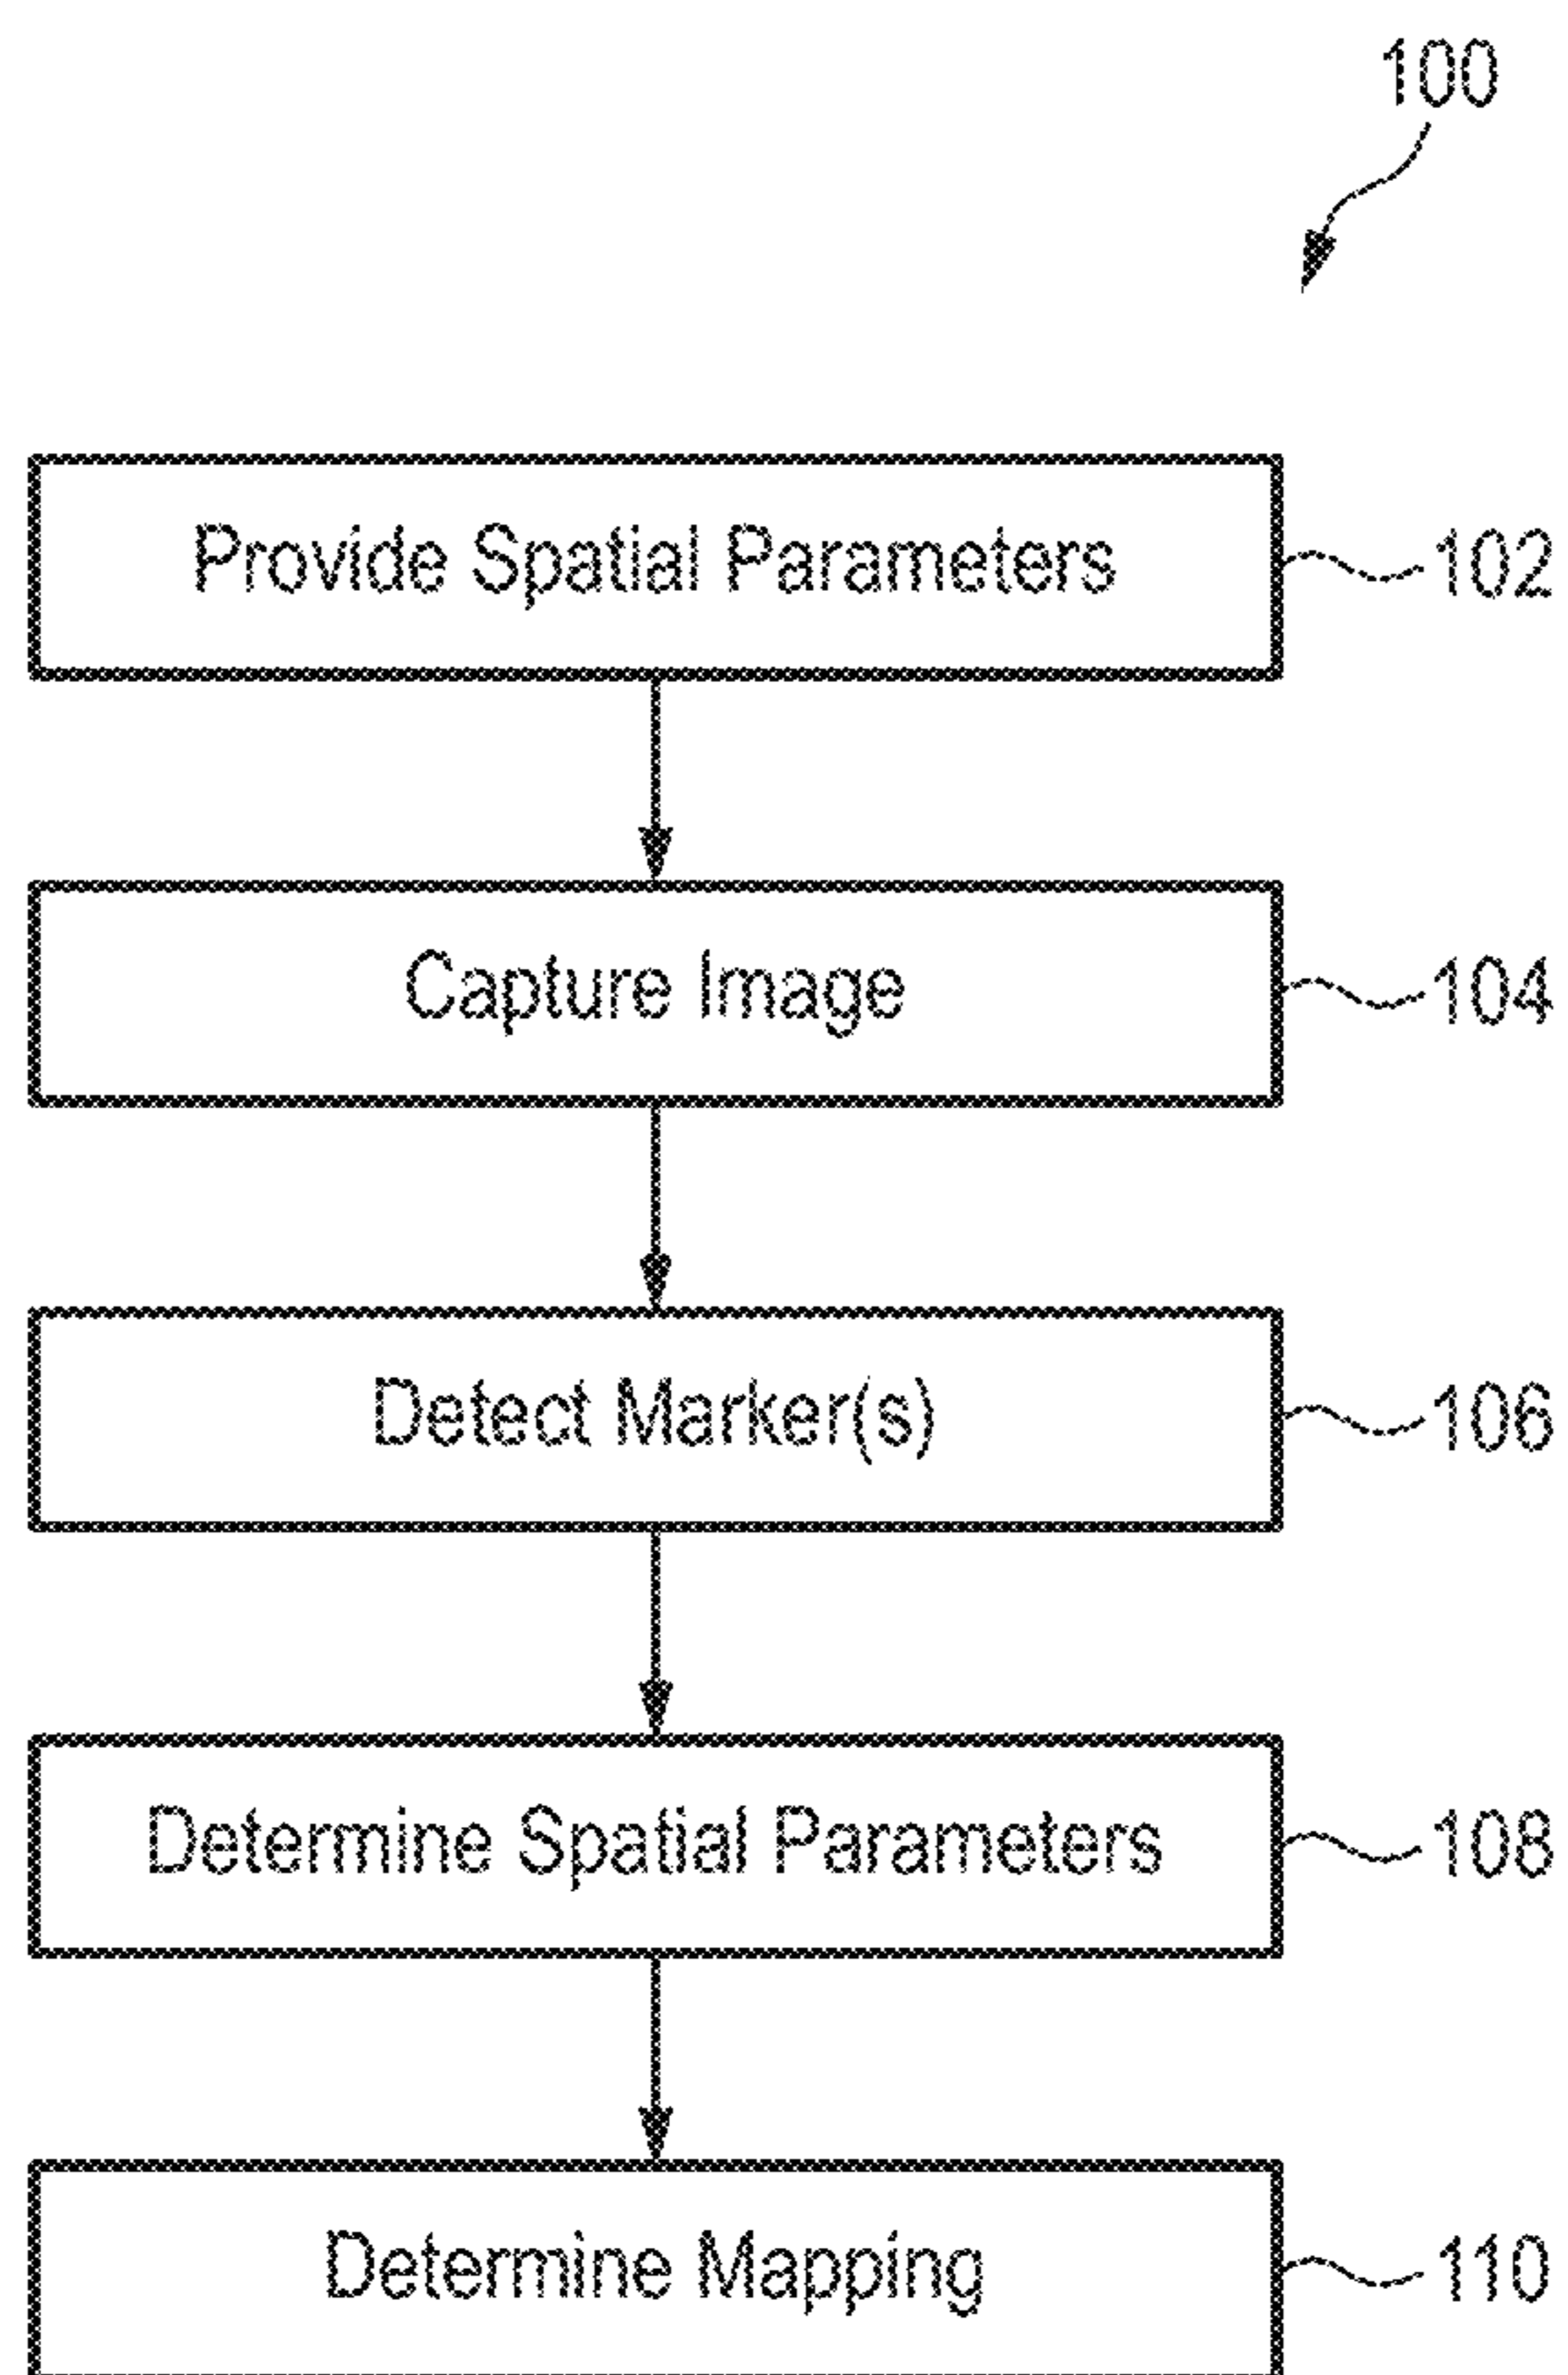 100
Provide Spatial Parameters
102
Capture Image
104
Detect Marker(s)
106
Determine Spatial Parameters
108
Determine Mapping
110